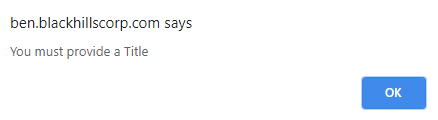 ben.blackhillscorp.com says
You must provide a Title
OK